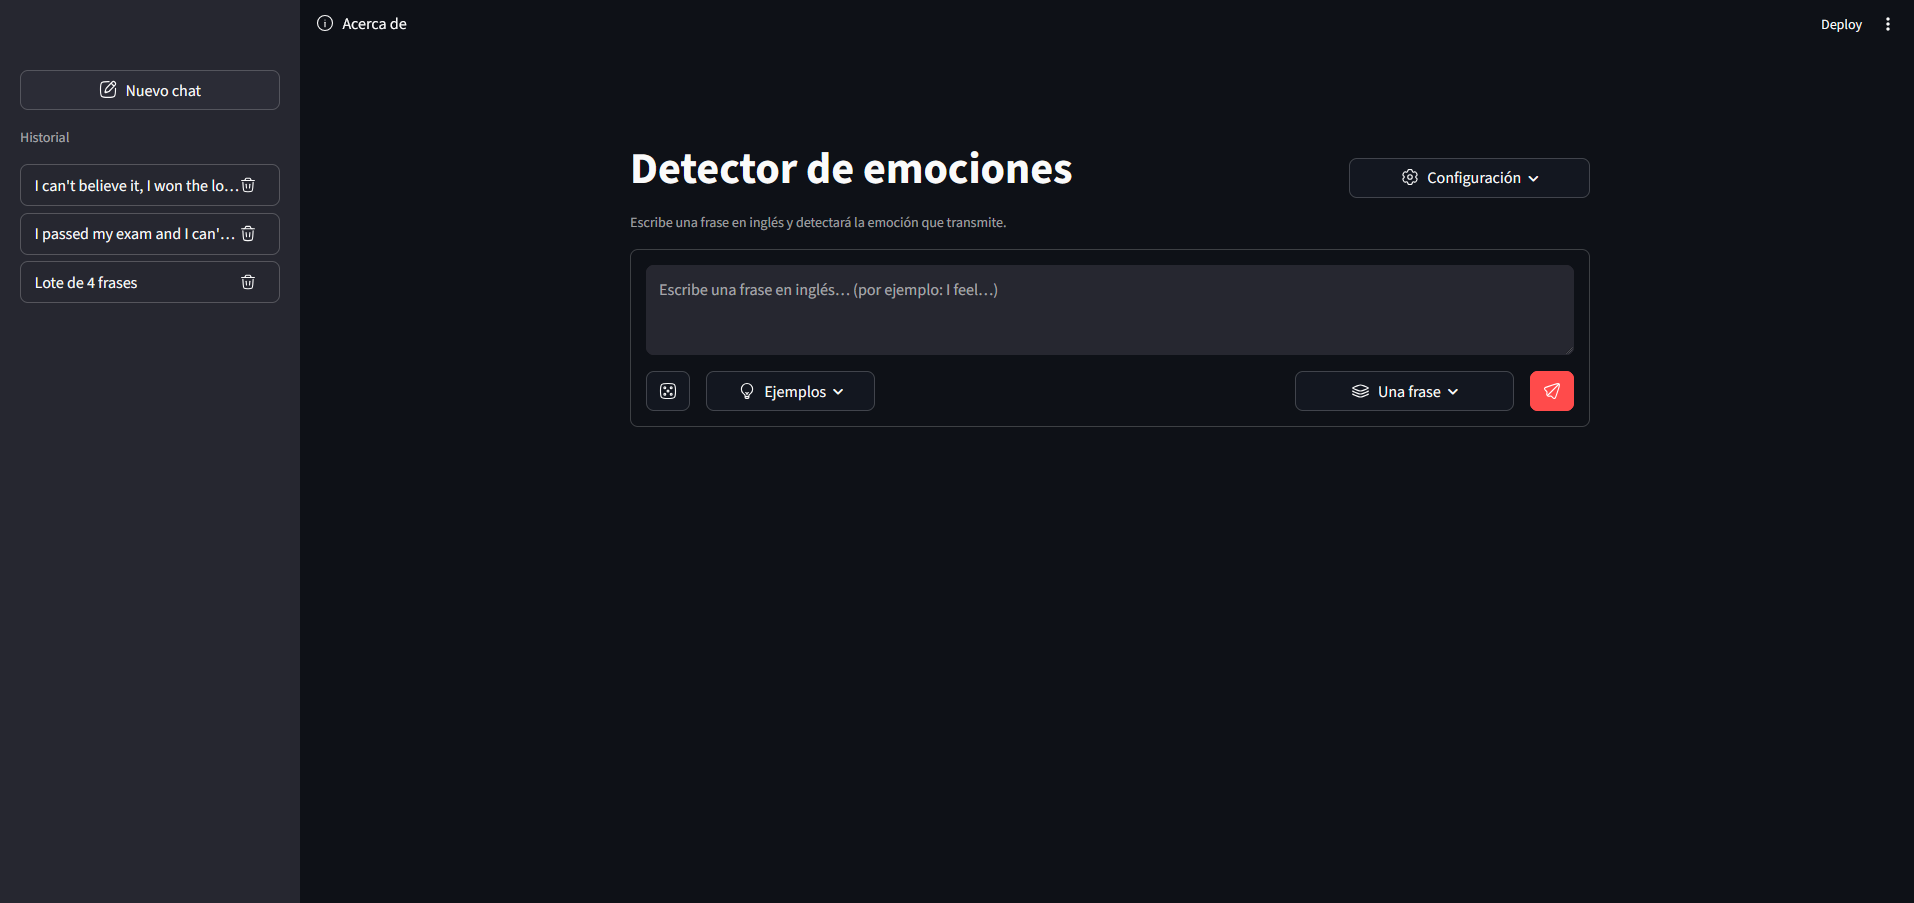 Acerca de
Deploy
Nuevo chat
Historial
I can't believe it, I won the lo...
I passed my exam and I can'...
Lote de 4 frases
Detector de emociones
Configuración
Escribe una frase en inglés y detectará la emoción que transmite.
Escribe una frase en inglés... (por ejemplo: I feel...)
Ejemplos
Una frase